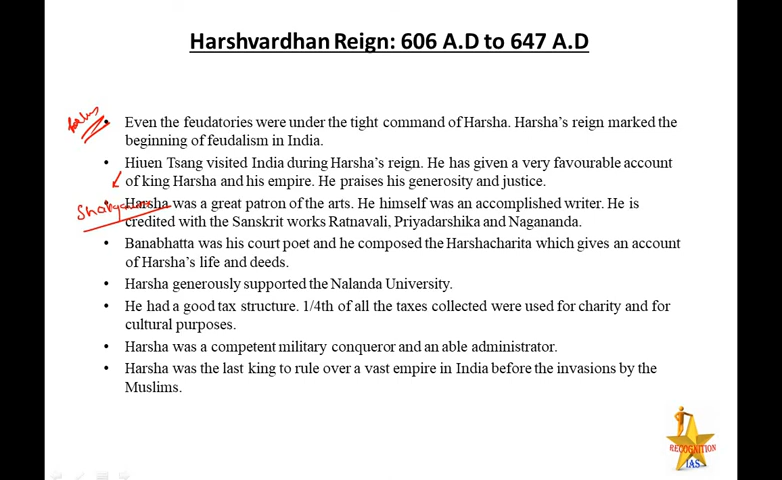 Harshvardhan Reign: 606 A.D to 647 A.D
• Even the feudatories were under the tight command of Harsha. Harsha's reign marked the
beginning of feudalism in India.
• Hiuen Tsang visited India during Harsha's reign. He has given a very favourable account
of king Harsha and his empire. He praises his generosity and justice.
• Harsha was a great patron of the arts. He himself was an accomplished writer. He is
credited with the Sanskrit works Ratnavali, Priyadarshika and Nagananda.
• Banabhatta was his court poet and he composed the Harshacharita which gives an account
of Harsha's life and deeds.
• Harsha generously supported the Nalanda University.
• He had a good tax structure. 1/4th of all the taxes collected were used for charity and for
cultural purposes.
• Harsha was a competent military conqueror and an able administrator.
• Harsha was the last king to rule over a vast empire in India before the invasions by the
Muslims.
RECOGNITION
IAS